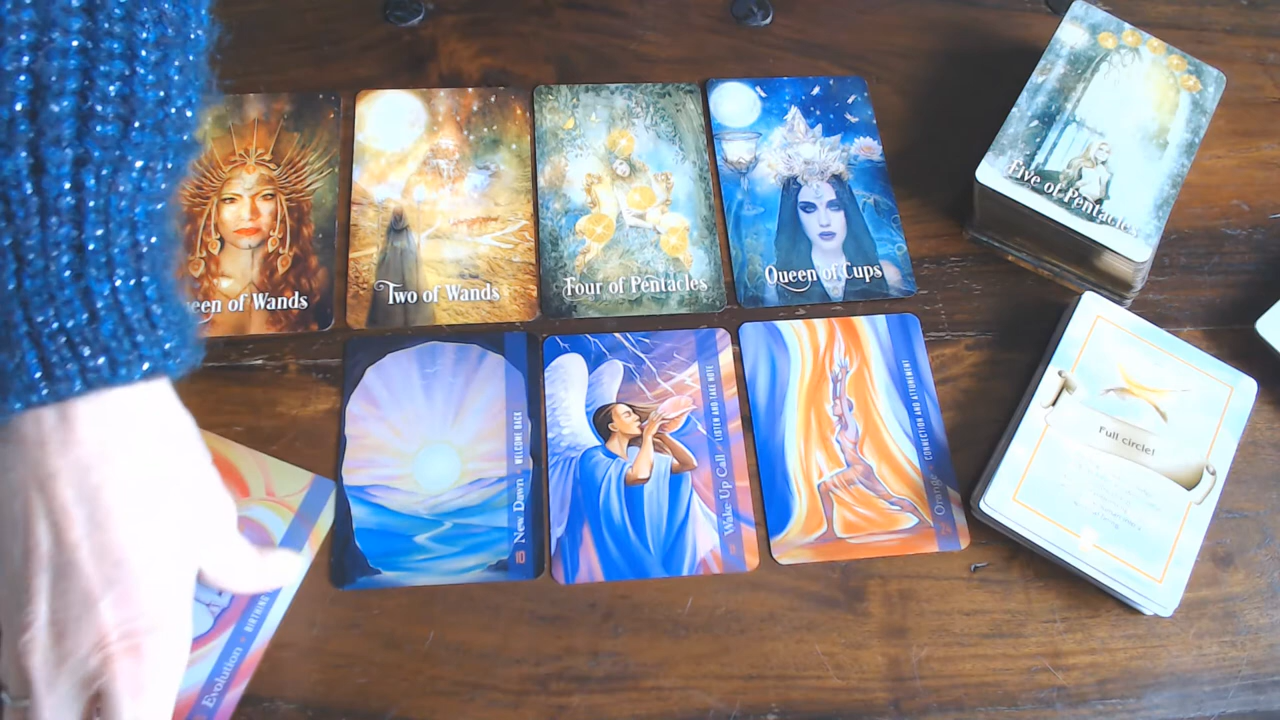 een of Wands
Two of Wands
Four of Pentacles
Queen of Cups
Five of Pentacles
New Dawn WELCOME BACK
Wake Up Call LISTEN AND TAKE NOTE
Orange CONNECTION AND ATTUNEMENT
Full circle!
Evolution BIRTHING